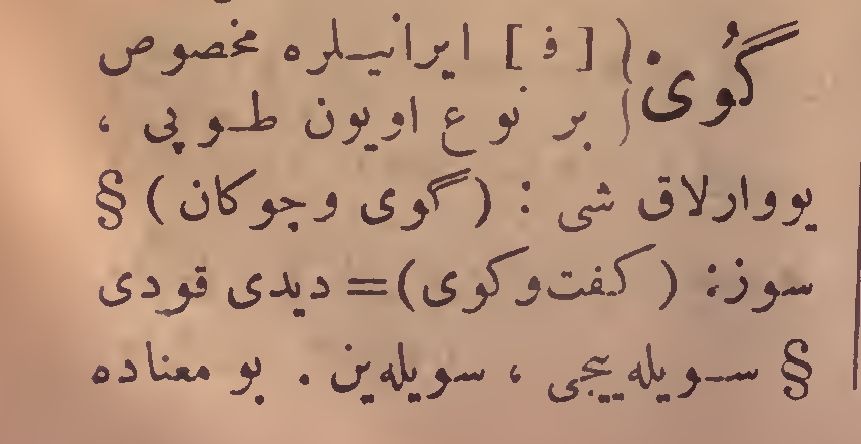 گُوی { [ ف ] ایرانیلره مخصوص
بر نوع اویون طوپی ،
یووارلاق شی : ( گوی وچوکان ) §
سوز: ( کفت‌وکوی)= دیدی قودی
§ سویله‌ییجی ، سویله‌ین . بو معناده